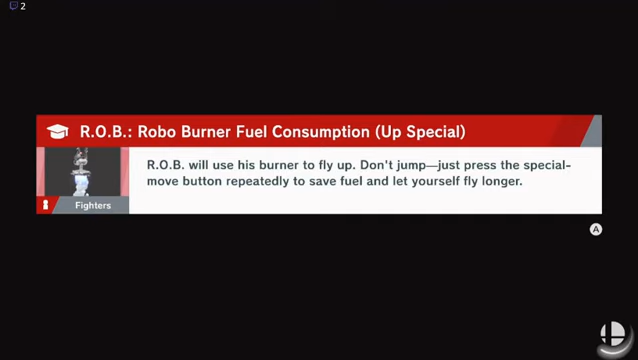 2
R.O.B.: Robo Burner Fuel Consumption (Up Special)
R.O.B. will use his burner to fly up. Don't jump—just press the special-
move button repeatedly to save fuel and let yourself fly longer.
Fighters
A